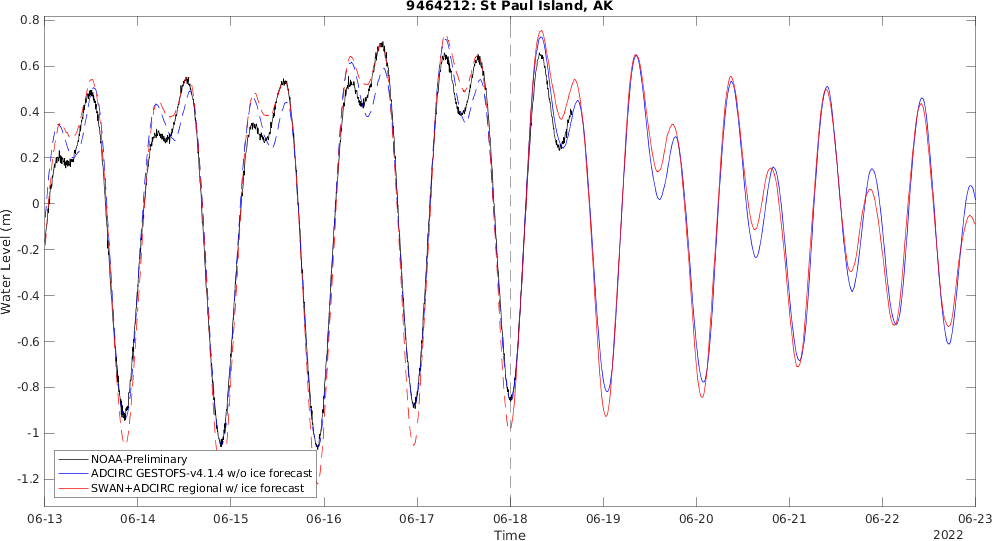 9464212: St Paul Island, AK
0.8
0.6
0.4
0.2
0
-0.2
-0.4
-0.6
-0.8
-1
-1.2
Water Level (m)
NOAA-Preliminary
ADCIRC GESTOFS-v4.1.4 w/o ice forecast
SWAN+ADCIRC regional w/ ice forecast
06-13 06-14 06-15 06-16 06-17 06-18 06-19 06-20 06-21 06-22 06-23
Time
2022